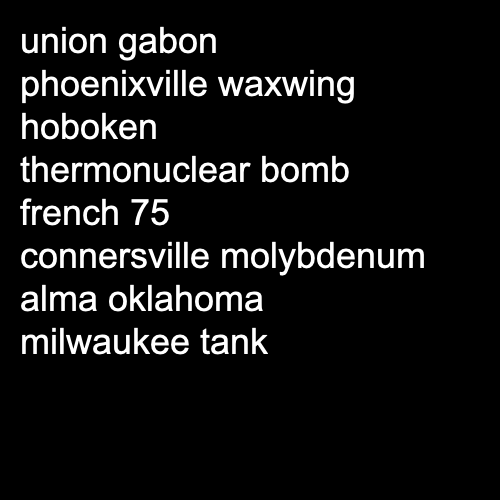 union gabon
phoenixville waxwing
hoboken
thermonuclear bomb
french 75
connersville molybdenum
alma oklahoma
milwaukee tank